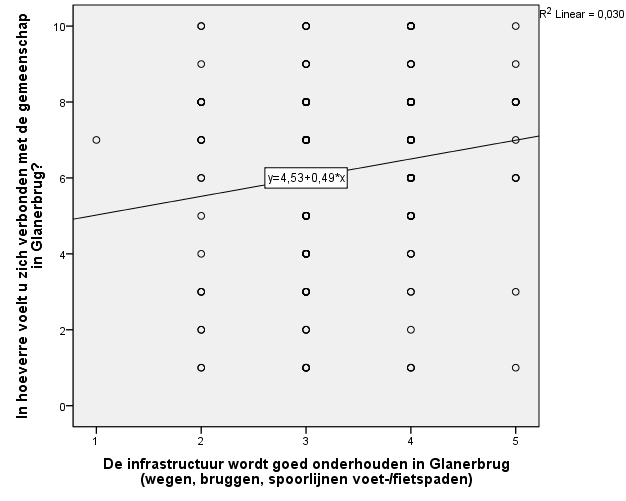 R² Linear = 0,030
In hoeverre voelt u zich verbonden met de gemeenschap
in Glanerbrug?
10
8
6
4
2
0
y=4,53+0,49*x
1 2 3 4 5
De infrastructuur wordt goed onderhouden in Glanerbrug
(wegen, bruggen, spoorlijnen voet-/fietspaden)